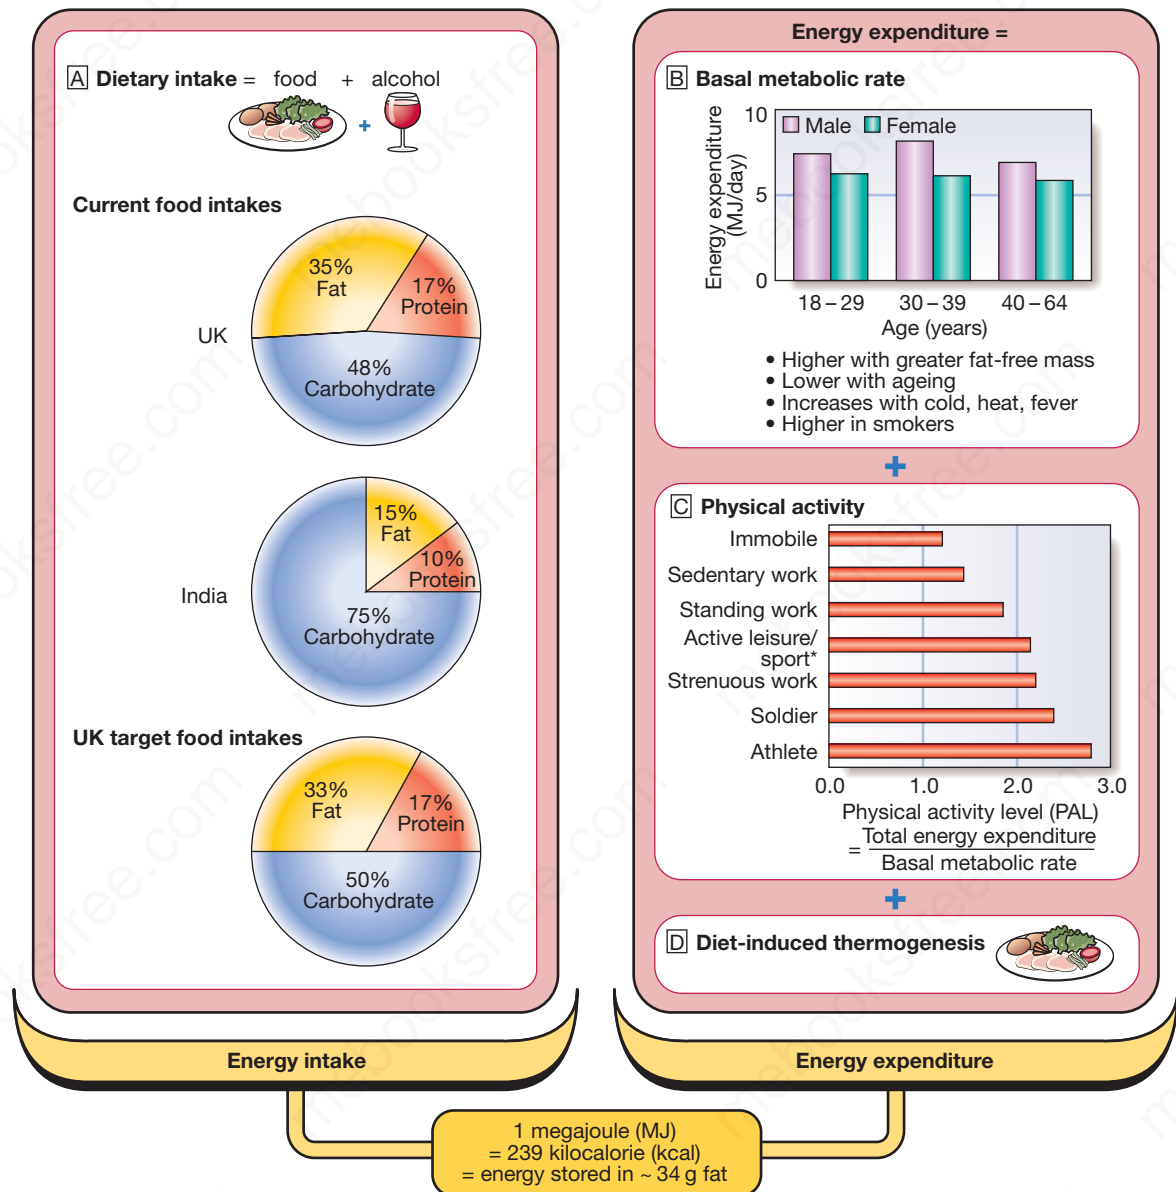 A Dietary intake = food + alcohol
+
Current food intakes
35%
Fat
17%
Protein
48%
Carbohydrate
UK
15%
Fat
10%
Protein
75%
Carbohydrate
India
UK target food intakes
33%
Fat
17%
Protein
50%
Carbohydrate
Energy intake
Energy expenditure =
B Basal metabolic rate
Energy expenditure
(MJ/day)
10
5
0
Male Female
18–29 30–39 40–64
Age (years)
• Higher with greater fat-free mass
• Lower with ageing
• Increases with cold, heat, fever
• Higher in smokers
+
C Physical activity
Immobile
Sedentary work
Standing work
Active leisure/
sport*
Strenuous work
Soldier
Athlete
0.0 1.0 2.0 3.0
Physical activity level (PAL)
= Total energy expenditure
Basal metabolic rate
+
D Diet-induced thermogenesis
Energy expenditure
1 megajoule (MJ)
= 239 kilocalorie (kcal)
= energy stored in ~ 34 g fat